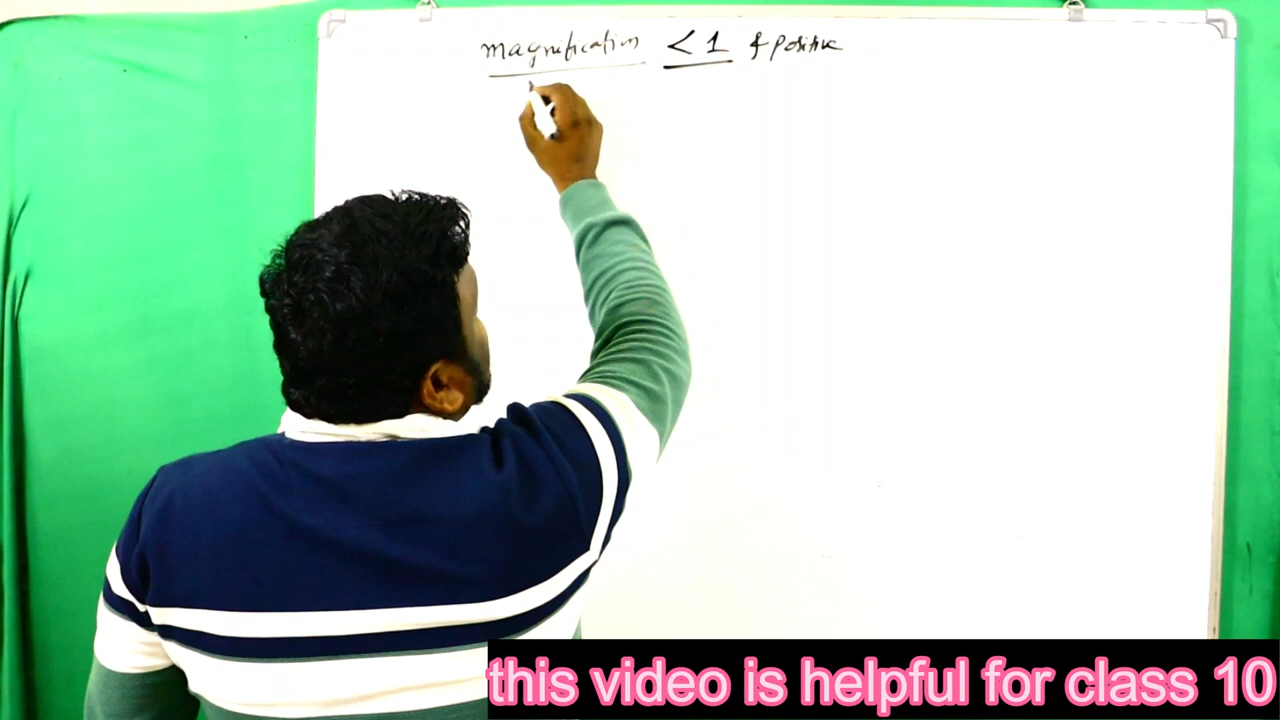 magnification < 1 & positive
this video is helpful for class 10